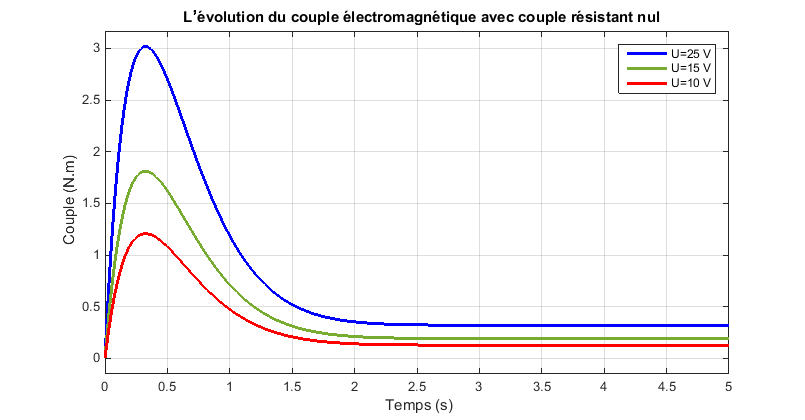 L'évolution du couple électromagnétique avec couple résistant nul
U=25 V
U=15 V
U=10 V
Couple (N.m)
3
2.5
2
1.5
1
0.5
0
0 0.5 1 1.5 2 2.5 3 3.5 4 4.5 5
Temps (s)